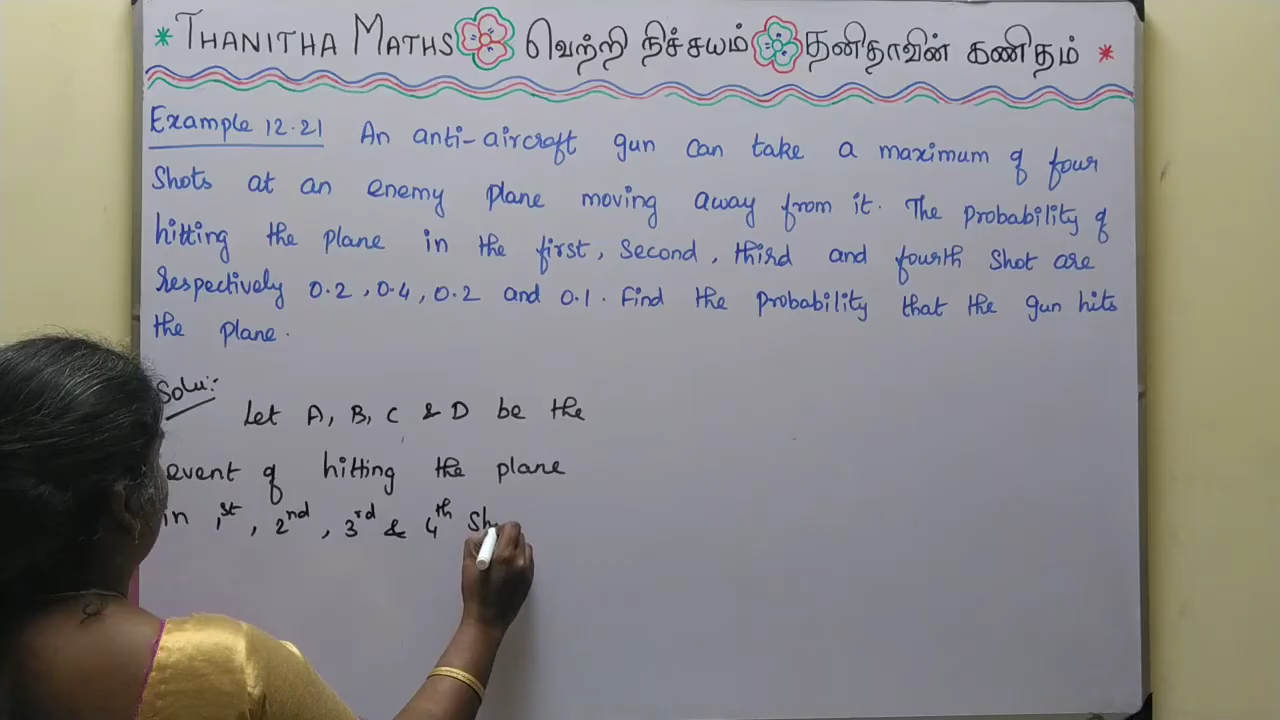 * THANITHA MATHS வெற்றி நிச்சயம் தனிதாவின் கணிதம் *
Example 12.21 An anti-aircraft gun can take a maximum of four
Shots at an enemy plane moving away from it. The Probability of
hitting the plane in the first, Second, third and fourth Shot are
respectively 0.2, 0.4, 0.2 and 0.1. Find the Probability that the gun hits
the plane.
Solu:-
Let A, B, C & D be the
event of hitting the plane
in 1st, 2nd, 3rd & 4th Sh